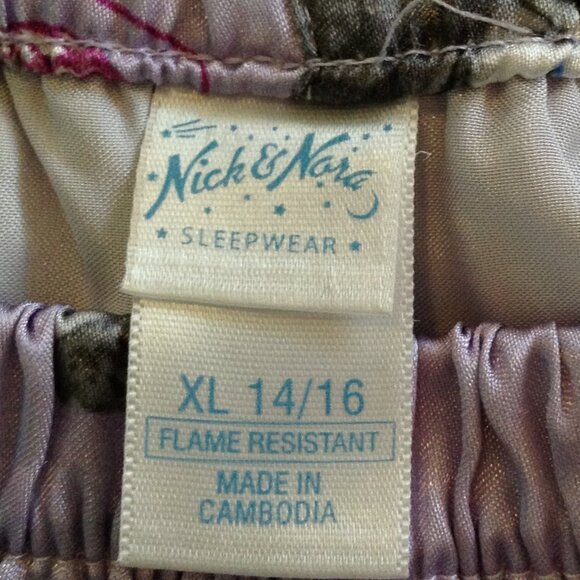 Nick & Nora
SLEEPWEAR
XL 14/16
FLAME RESISTANT
MADE IN
CAMBODIA